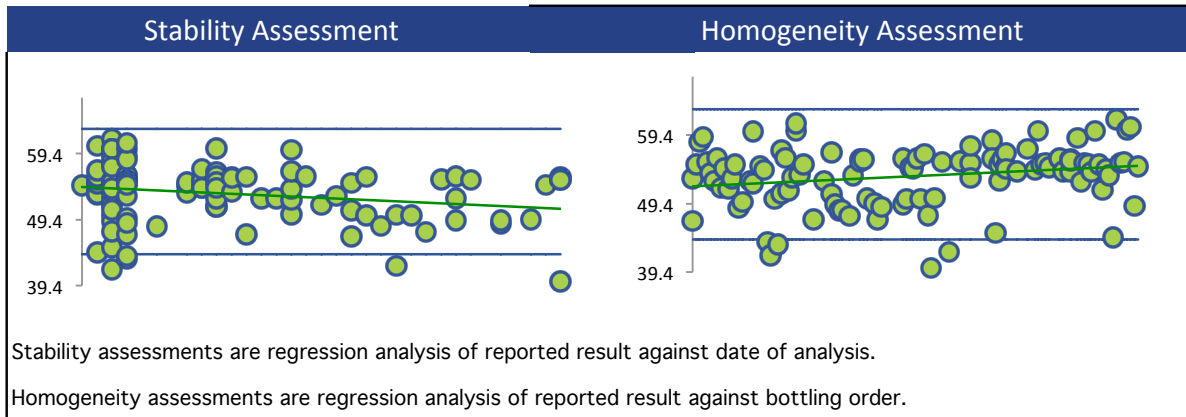 Stability Assessment
Homogeneity Assessment
59.4
49.4
39.4
59.4
49.4
39.4
Stability assessments are regression analysis of reported result against date of analysis.
Homogeneity assessments are regression analysis of reported result against bottling order.